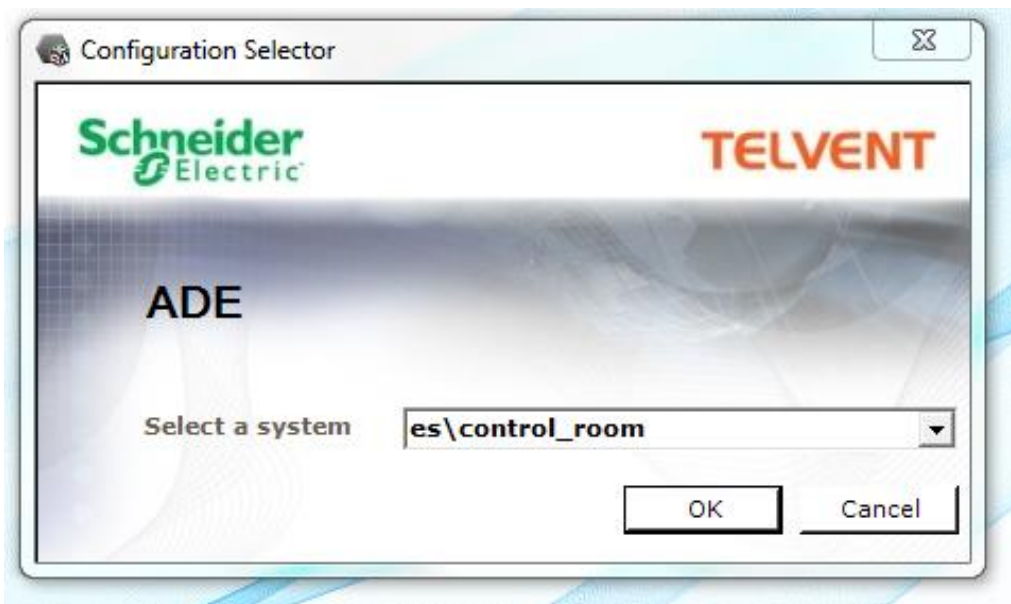 Configuration Selector
Schneider TELVENT
Electric
ADE
Select a system es\control_room
OK Cancel